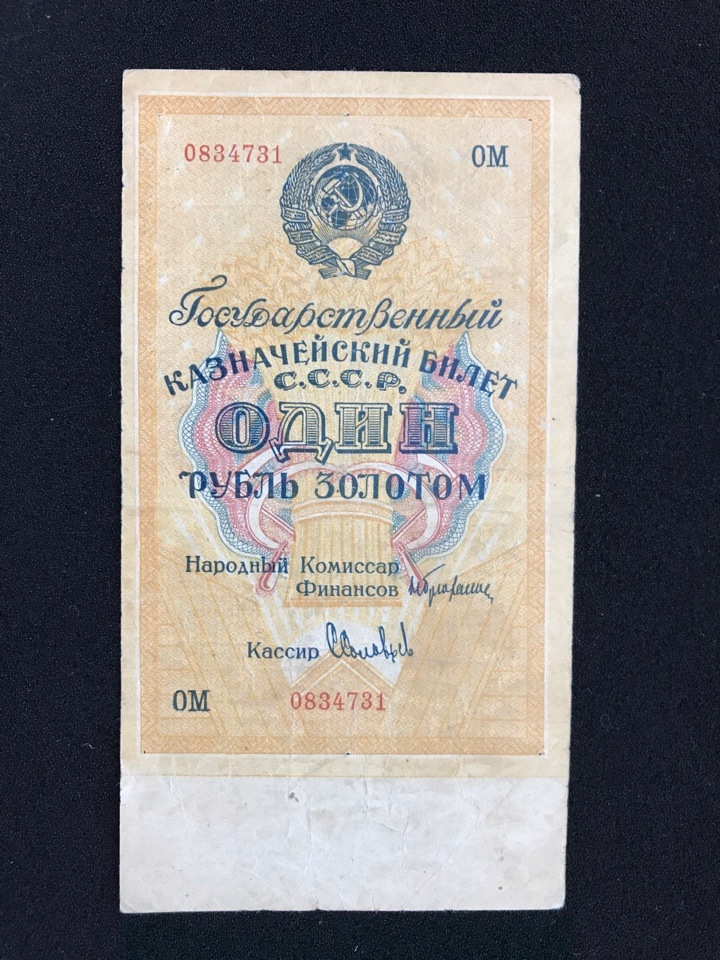 0834731 ОМ
Государственный
КАЗНАЧЕЙСКИЙ БИЛЕТ
С.С.С.Р.
ОДИН
РУБЛЬ ЗОЛОТОМ
Народный Комиссар
Финансов
Кассир
ОМ 0834731